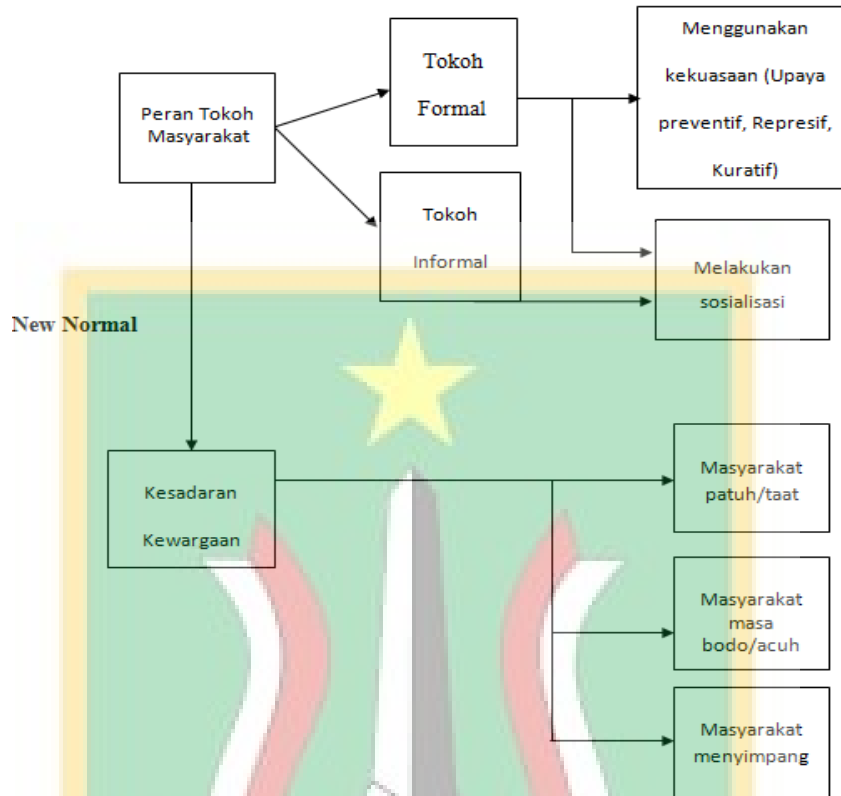 Peran Tokoh
Masyarakat
Tokoh
Formal
Menggunakan
kekuasaan (Upaya
preventif, Represif,
Kuratif)
Tokoh
Informal
Melakukan
sosialisasi
New Normal
Kesadaran
Kewargaan
Masyarakat
patuh/taat
Masyarakat
masa
bodo/acuh
Masyarakat
menyimpang